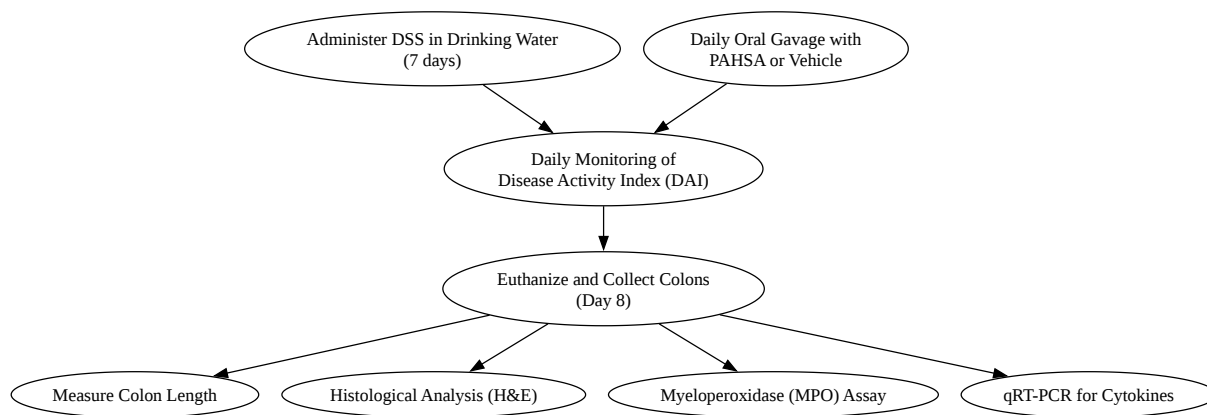 Administer DSS in Drinking Water
(7 days)
Daily Oral Gavage with
PAHSA or Vehicle
Daily Monitoring of
Disease Activity Index (DAI)
Euthanize and Collect Colons
(Day 8)
Measure Colon Length
Histological Analysis (H&E)
Myeloperoxidase (MPO) Assay
qRT-PCR for Cytokines